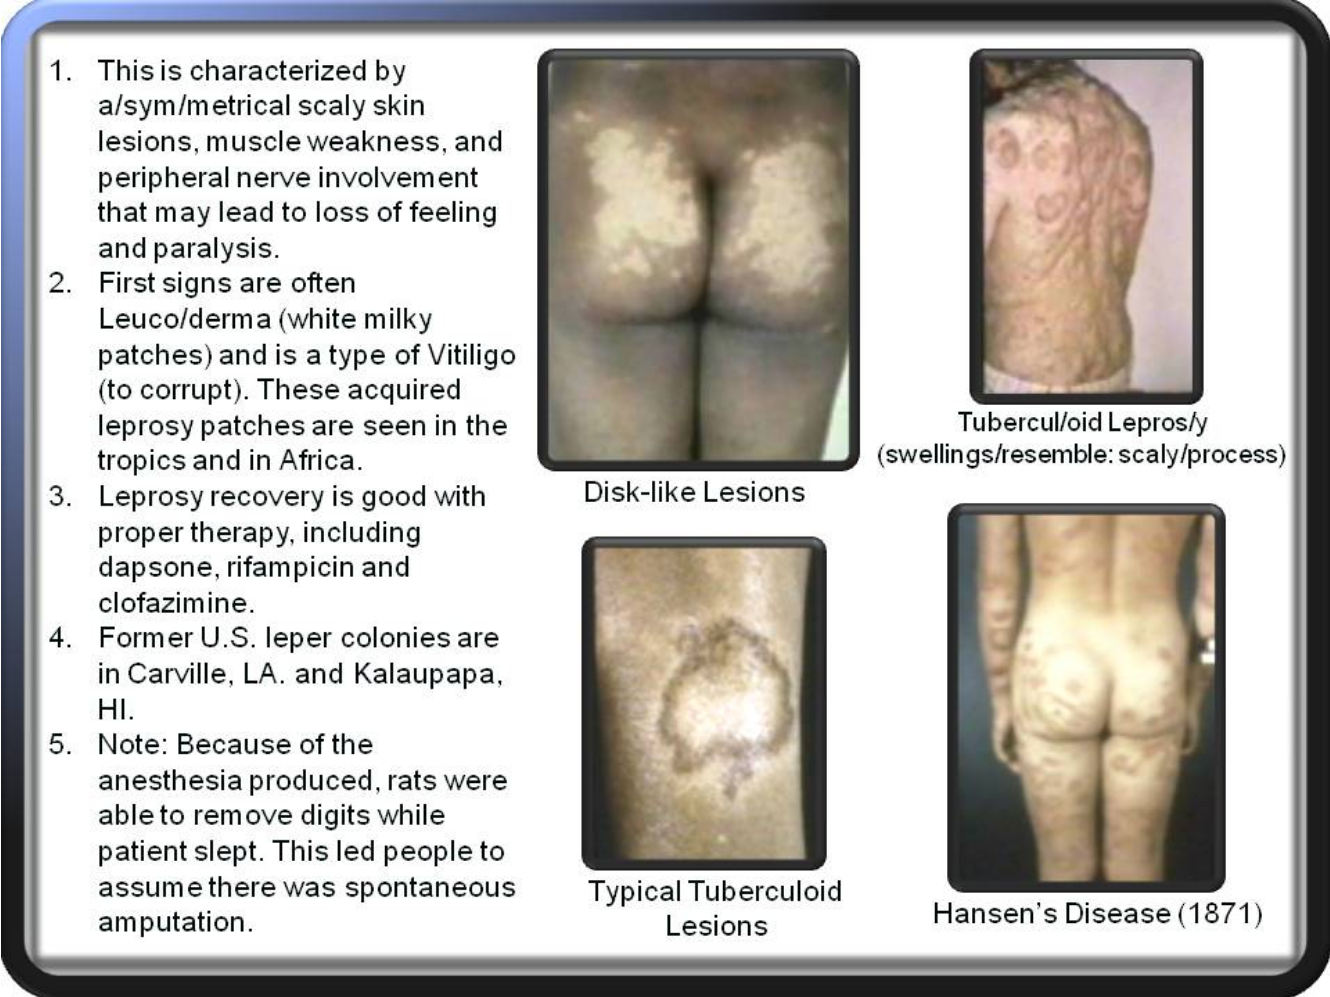 1. This is characterized by
a/sym/metrical scaly skin
lesions, muscle weakness, and
peripheral nerve involvement
that may lead to loss of feeling
and paralysis.
2. First signs are often
Leuco/derma (white milky
patches) and is a type of Vitiligo
(to corrupt). These acquired
leprosy patches are seen in the
tropics and in Africa.
3. Leprosy recovery is good with
proper therapy, including
dapsone, rifampicin and
clofazimine.
4. Former U.S. leper colonies are
in Carville, LA. and Kalaupapa,
HI.
5. Note: Because of the
anesthesia produced, rats were
able to remove digits while
patient slept. This led people to
assume there was spontaneous
amputation.
Disk-like Lesions
Tubercul/oid Lepros/y
(swellings/resemble: scaly/process)
Typical Tuberculoid
Lesions
Hansen's Disease (1871)